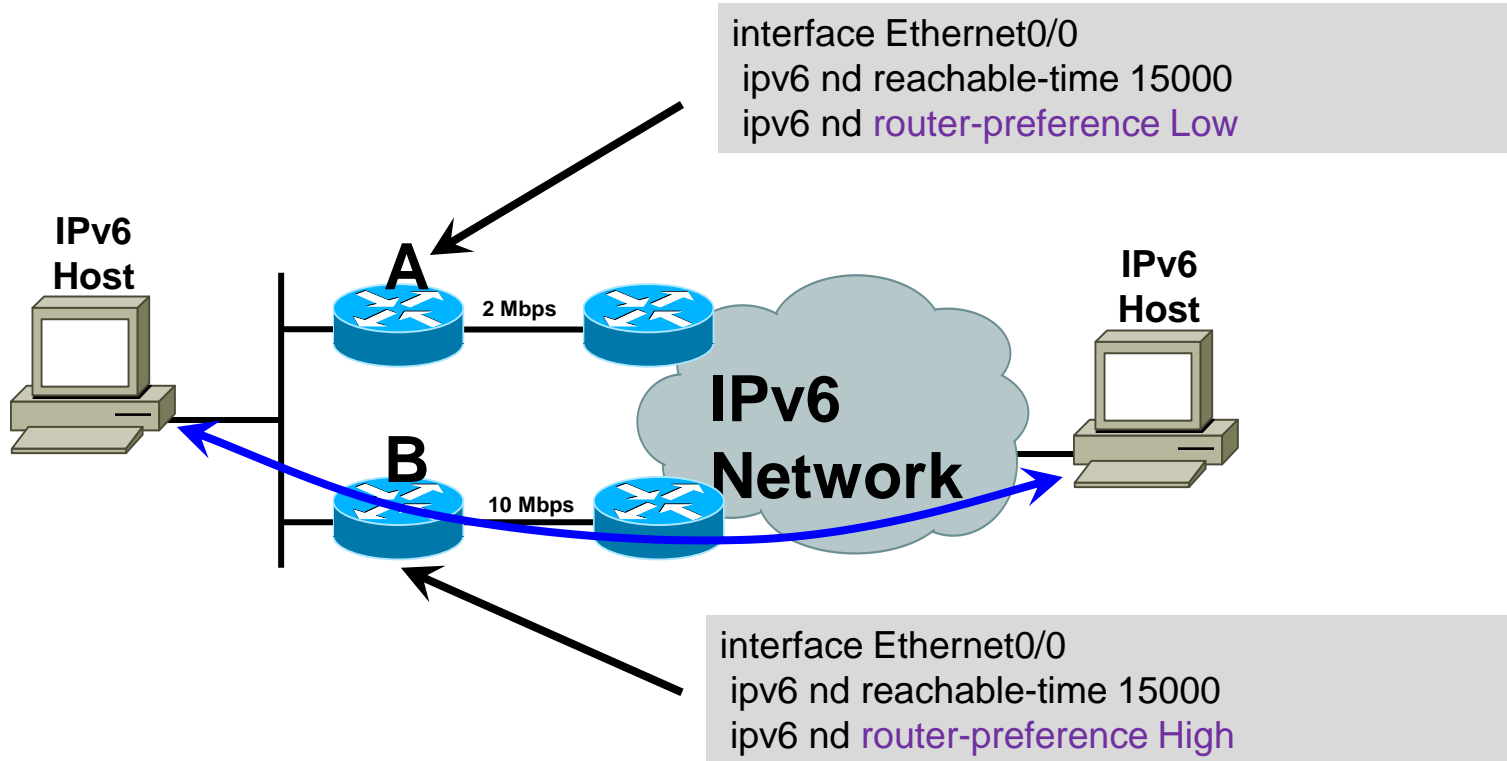 interface Ethernet0/0
ipv6 nd reachable-time 15000
ipv6 nd router-preference Low
IPv6
Host
A
2 Mbps
IPv6
Host
IPv6
Network
B
10 Mbps
interface Ethernet0/0
ipv6 nd reachable-time 15000
ipv6 nd router-preference High